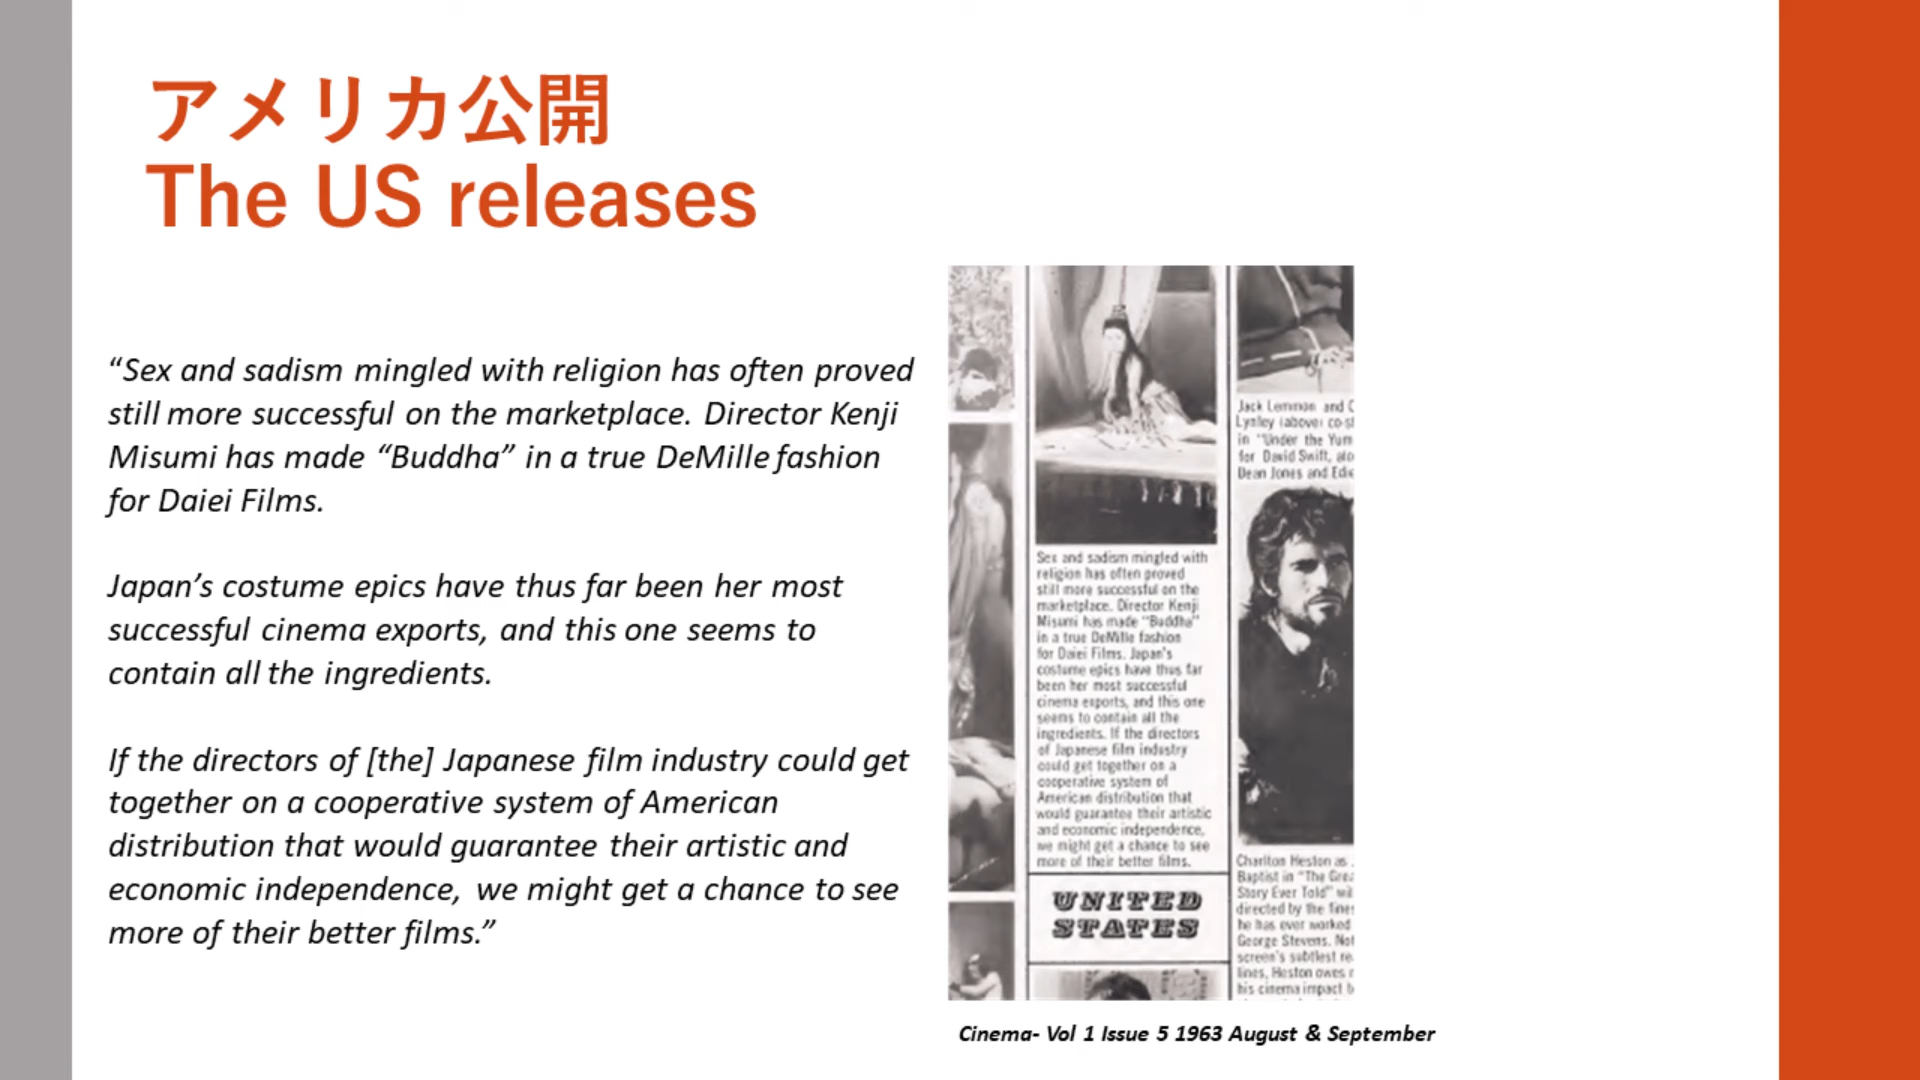 アメリカ公開
The US releases
“Sex and sadism mingled with religion has often proved
still more successful on the marketplace. Director Kenji
Misumi has made “Buddha” in a true DeMille fashion
for Daiei Films.
Japan’s costume epics have thus far been her most
successful cinema exports, and this one seems to
contain all the ingredients.
If the directors of [the] Japanese film industry could get
together on a cooperative system of American
distribution that would guarantee their artistic and
economic independence, we might get a chance to see
more of their better films.”
Sex and sadism mingled with
religion has often proved
still more successful on the
marketplace. Director Kenji
Misumi has made "Buddha"
in a true DeMille fashion
for Daiei Films. Japan's
costume epics have thus far
been her most successful
cinema exports, and this one
seems to contain all the
ingredients. If the directors
of Japanese film industry
could get together on a
cooperative system of
American distribution that
would guarantee their artistic
and economic independence,
we might get a chance to see
more of their better films.
UNITED
STATES
Jack Lemmon and
Lynley (above) co-st
in "Under the Yum
for David Swift, alo
Dean Jones and Edie
Charlton Heston as
Baptist in "The Grea
Story Ever Told" wil
directed by the fines
he has ever worked
George Stevens. Not
screen's subtlest re
lines, Heston owes
his cinema impact
Cinema- Vol 1 Issue 5 1963 August & September